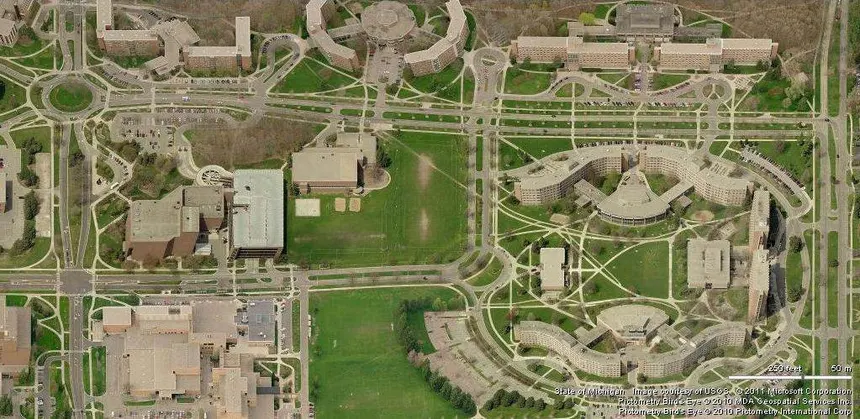 250 feet 50 m
State of Michigan Image courtesy of USGS © 2011 Microsoft Corporation
Pictometry Bird's Eye © 2010 MDA Geospatial Services Inc.
Pictometry Bird's Eye © 2010 Pictometry International Corp